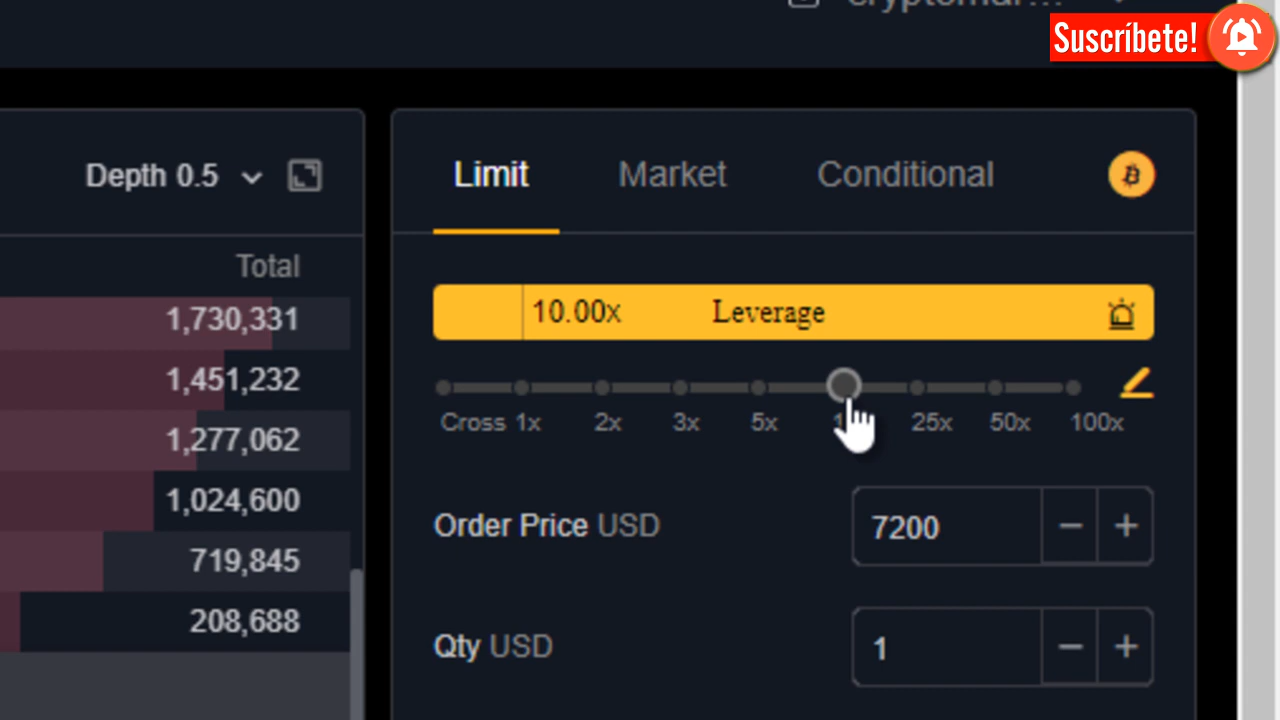 Suscríbete!
Depth 0.5
Limit Market Conditional
Total
10.00x Leverage
1,730,331
1,451,232
1,277,062
1,024,600
719,845
208,688
Cross 1x 2x 3x 5x 25x 50x 100x
Order Price USD 7200
Qty USD 1